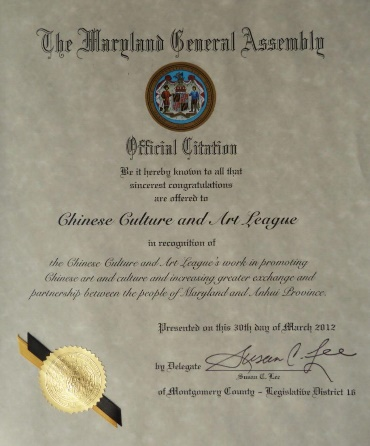 The Maryland General Assembly
Official Citation
Be it hereby known to all that
sincerest congratulations
are offered to
Chinese Culture and Art League
in recognition of
the Chinese Culture and Art League's work in promoting
Chinese art and culture and increasing greater exchange and
partnership between the people of Maryland and Anhui Province.
Presented on this 30th day of March 2012
by Delegate Susan C. Lee
Susan C. Lee
of Montgomery County - Legislative District 16